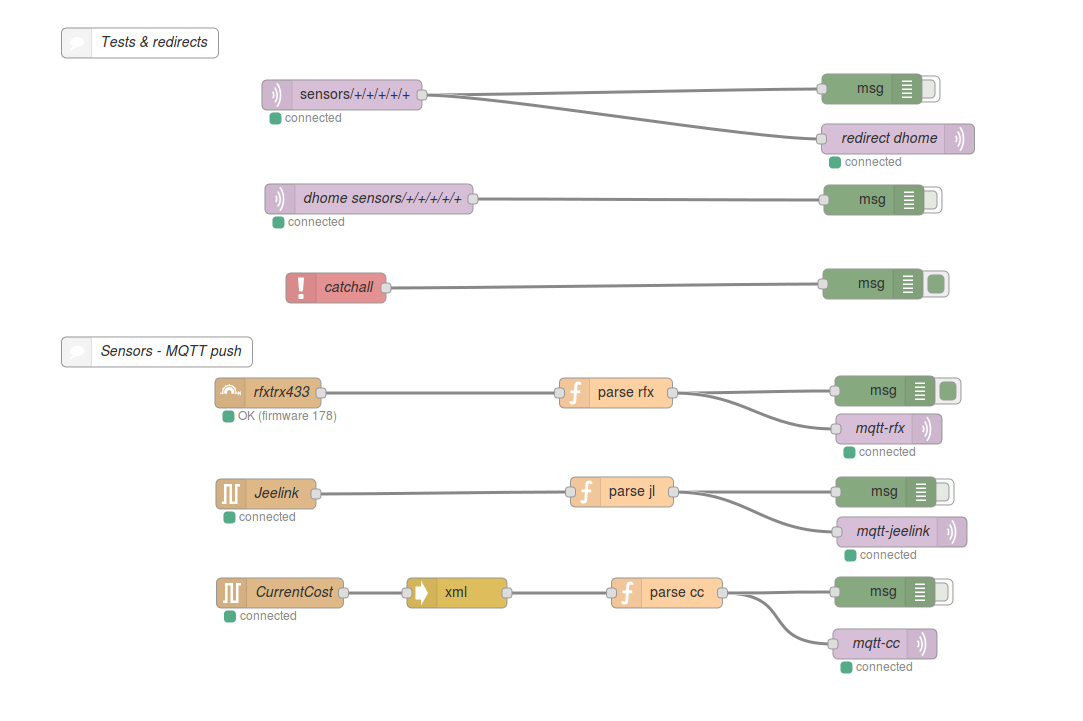 Tests & redirects
sensors/+/+/+/+/+
connected
msg
redirect dhome
connected
dhome sensors/+/+/+/+/+
connected
msg
catchall
msg
Sensors - MQTT push
rfxtrx433
OK (firmware 178)
parse rfx
msg
mqtt-rfx
connected
Jeelink
connected
parse jl
msg
mqtt-jeelink
connected
CurrentCost
connected
xml
parse cc
msg
mqtt-cc
connected